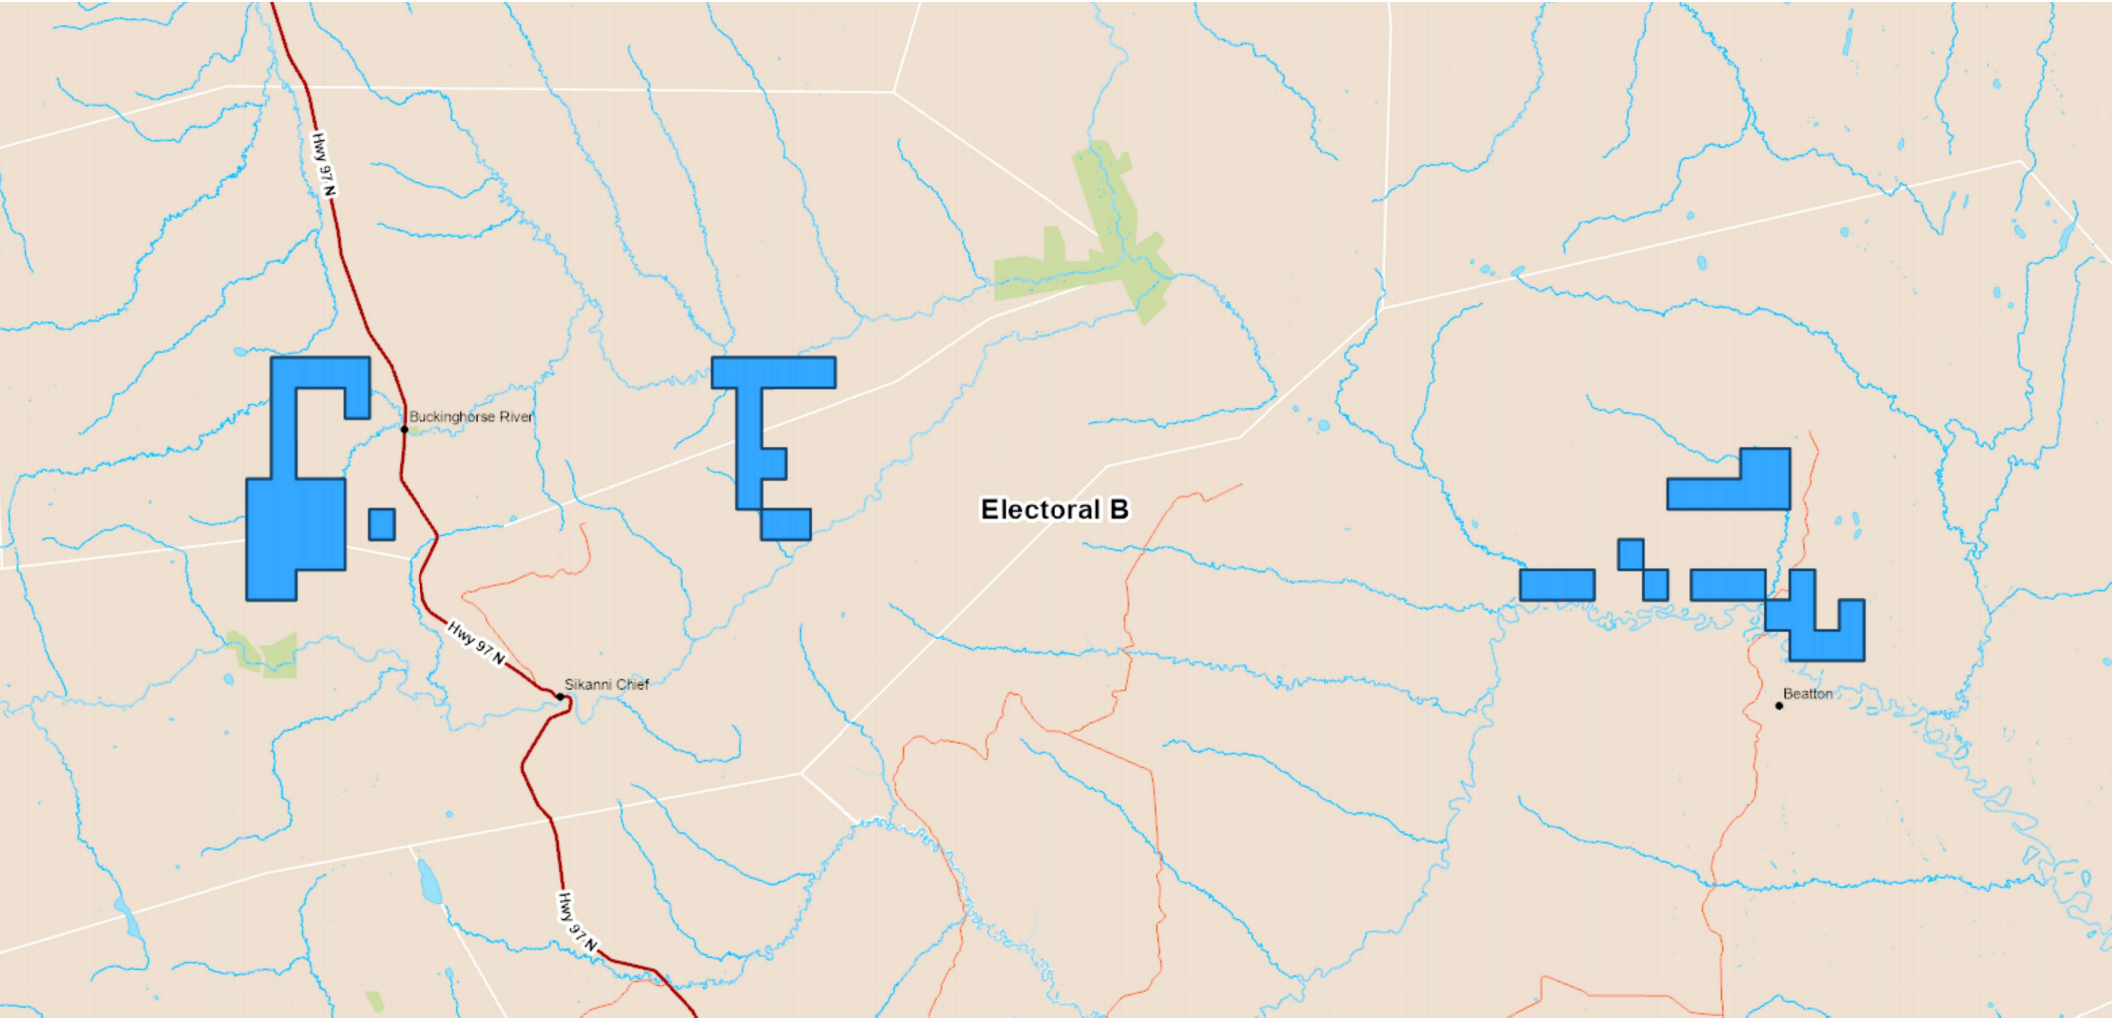 Hwy 97 N
Buckinghorse River
Electoral B
Hwy 97 N
Sikanni Chief
Beatton
Hwy 97 N